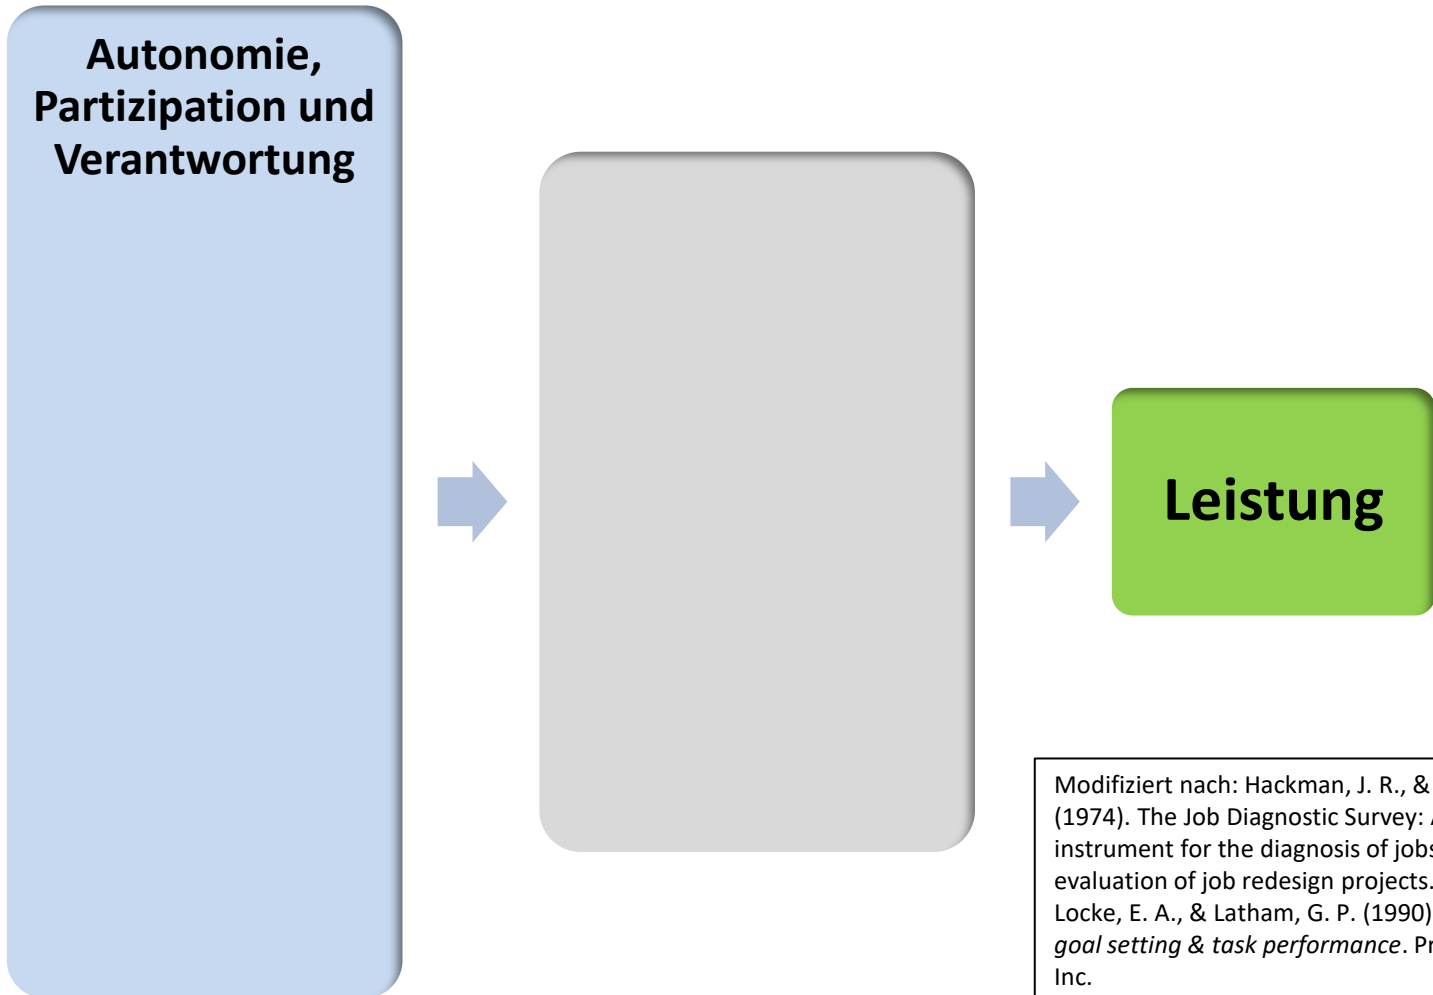 Autonomie,
Partizipation und
Verantwortung
Leistung
Modifiziert nach: Hackman, J. R., &
(1974). The Job Diagnostic Survey:
instrument for the diagnosis of jobs
evaluation of job redesign projects.
Locke, E. A., & Latham, G. P. (1990)
goal setting & task performance. Pr
Inc.